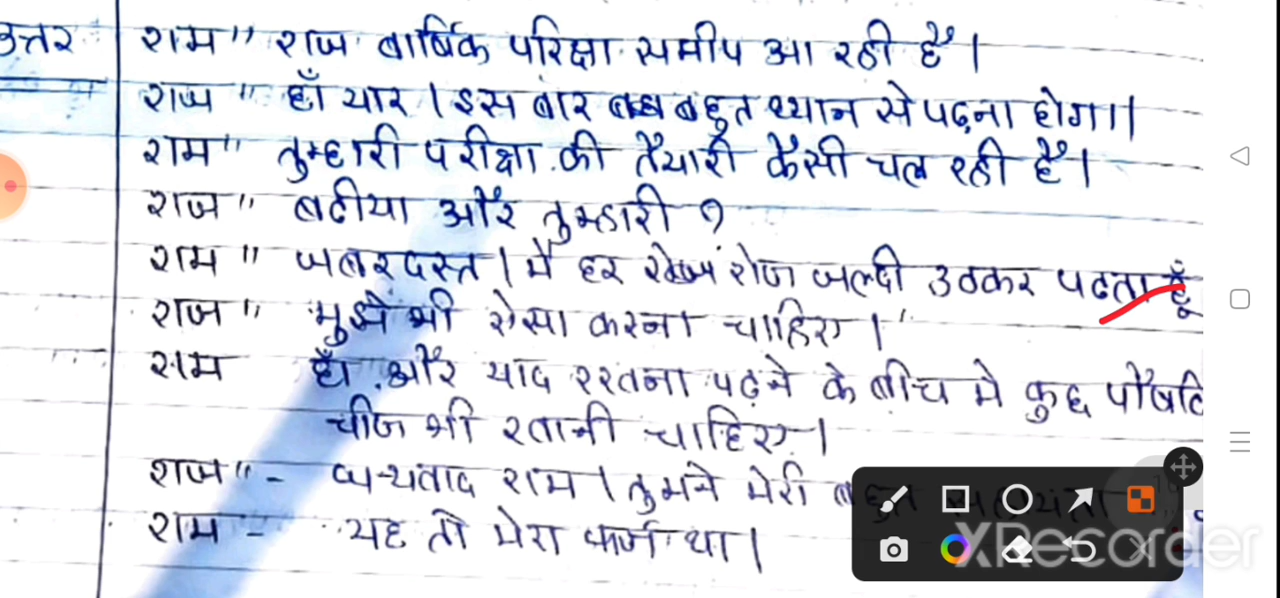 उत्तर राम " राज बार्षिक परिक्षा समीप आ रही है।
राज " हाँ यार । इस बार बहुत ध्यान से पढ़ना होगा।
राम " तुम्हारी परीक्षा की तैयारी कैसी चल रही है।
राज " बढीया और तुम्हारी ?
राम " जबरदस्त । मैं हर रोज जल्दी उठकर पढता हूँ
राज " मुझे भी ऐसा करना चाहिए।
राम हाँ और याद रखना पढ़ने के बीच मे कुछ
चीज भी खानी चाहिए।
राज " - धन्यवाद राम । तुमने मेरी
राम - यह तो मेरा फर्ज था।
XRecorder